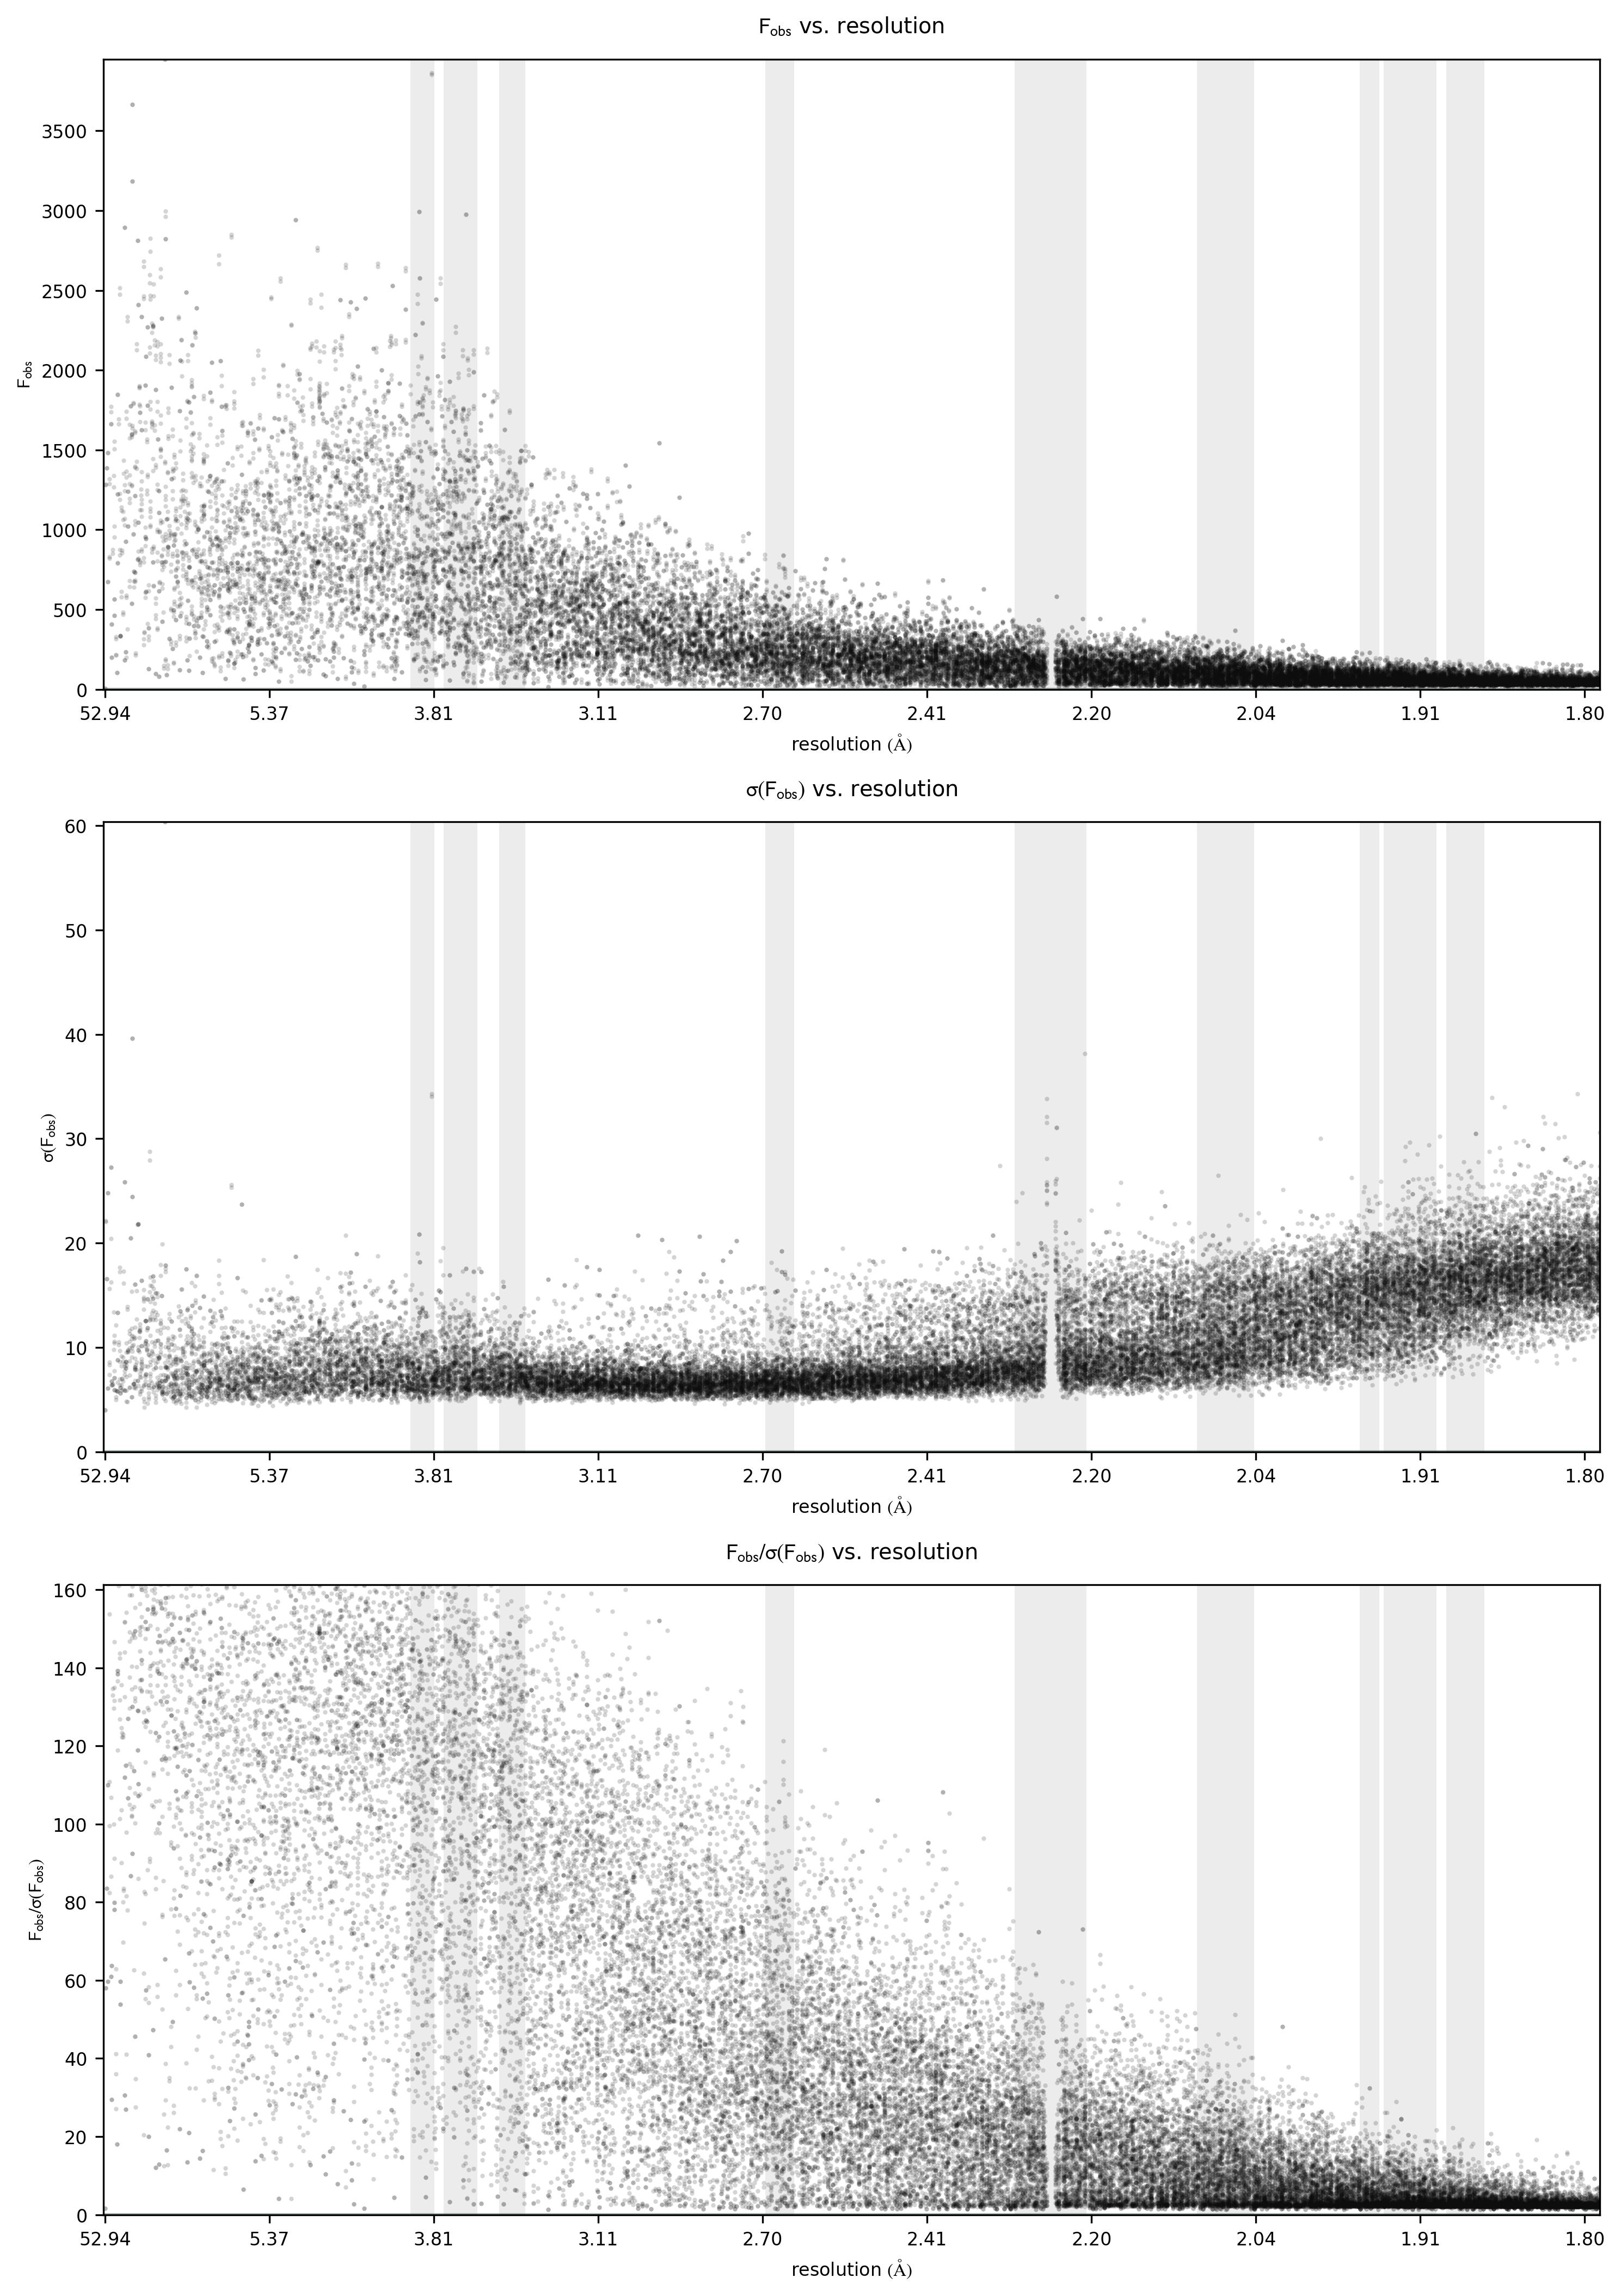 Fobs vs. resolution
3500
3000
2500
2000
1500
1000
500
0
Fobs
52.94 5.37 3.81 3.11 2.70 2.41 2.20 2.04 1.91 1.80
resolution (Å)
σ(Fobs) vs. resolution
60
50
40
30
20
10
0
σ(Fobs)
52.94 5.37 3.81 3.11 2.70 2.41 2.20 2.04 1.91 1.80
resolution (Å)
Fobs/σ(Fobs) vs. resolution
160
140
120
100
80
60
40
20
0
Fobs/σ(Fobs)
52.94 5.37 3.81 3.11 2.70 2.41 2.20 2.04 1.91 1.80
resolution (Å)